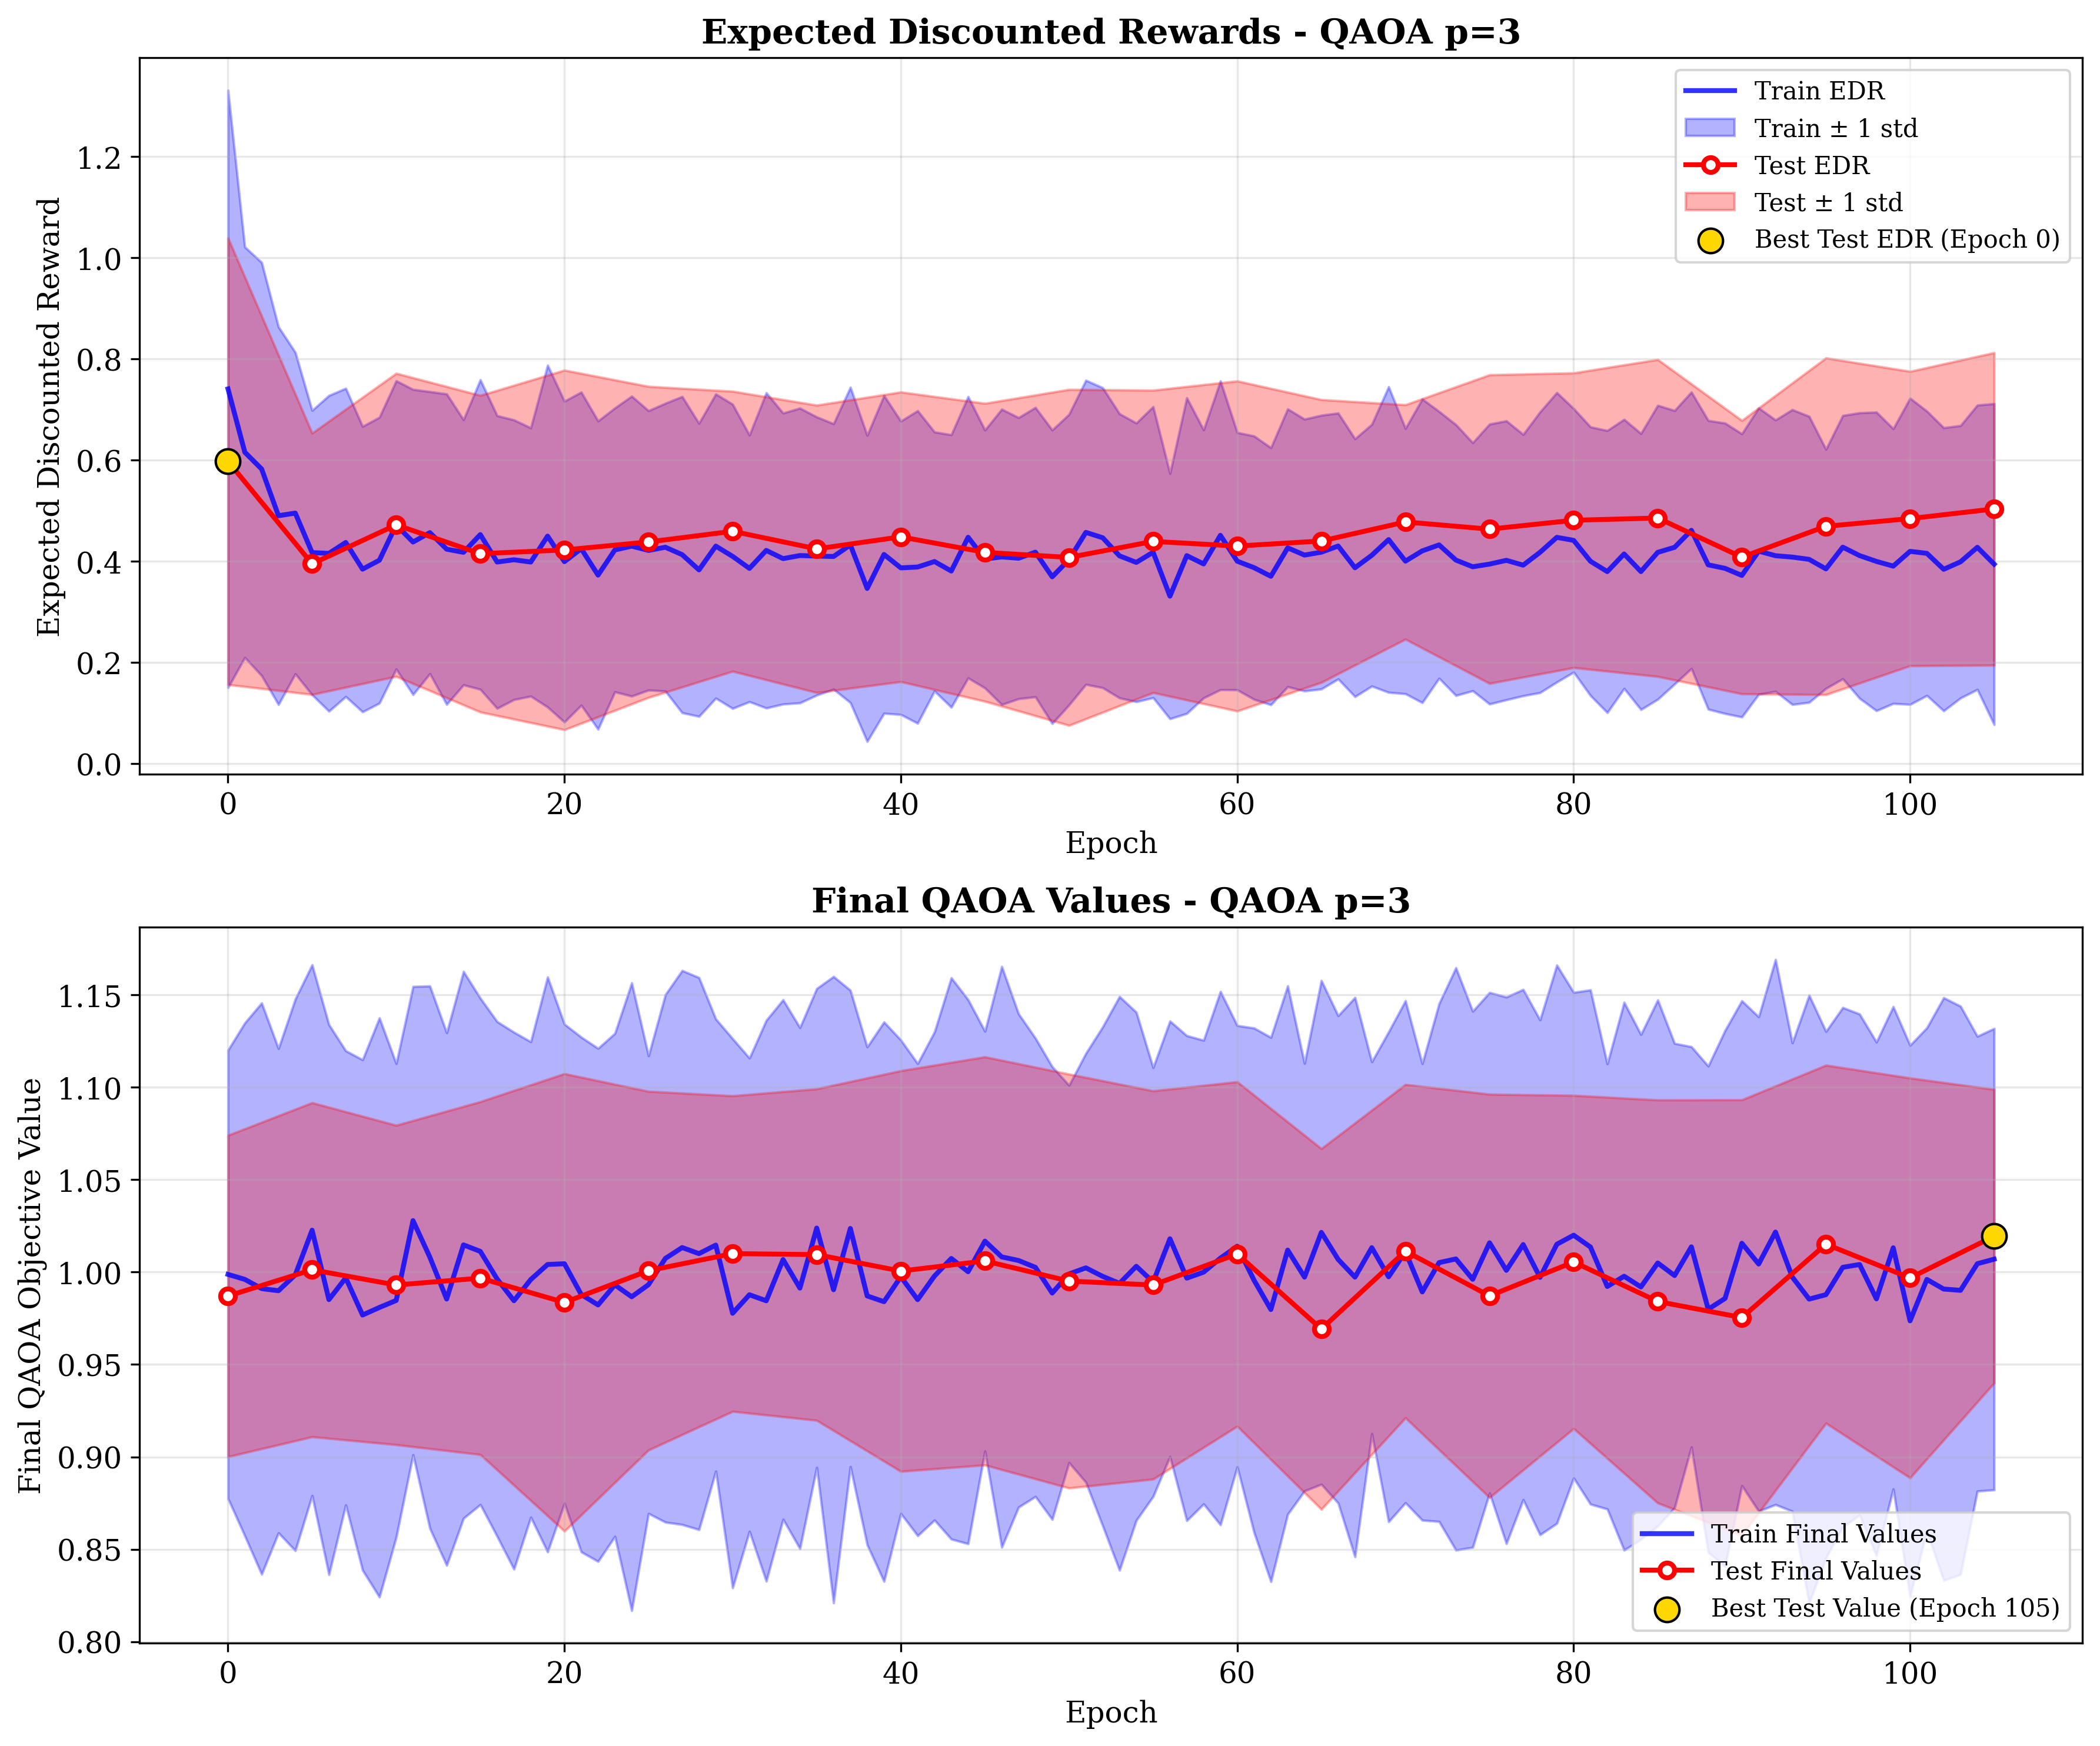 Expected Discounted Rewards - QAOA p=3
Expected Discounted Reward
1.2
1.0
0.8
0.6
0.4
0.2
0.0
Train EDR
Train ± 1 std
Test EDR
Test ± 1 std
Best Test EDR (Epoch 0)
0 20 40 60 80 100
Epoch
Final QAOA Values - QAOA p=3
Final QAOA Objective Value
1.15
1.10
1.05
1.00
0.95
0.90
0.85
0.80
Train Final Values
Test Final Values
Best Test Value (Epoch 105)
0 20 40 60 80 100
Epoch